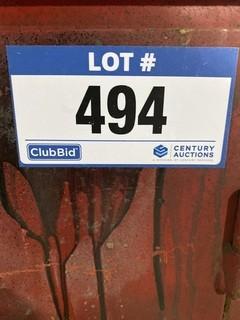 LOT #
494
ClubBid
CENTURY
AUCTIONS